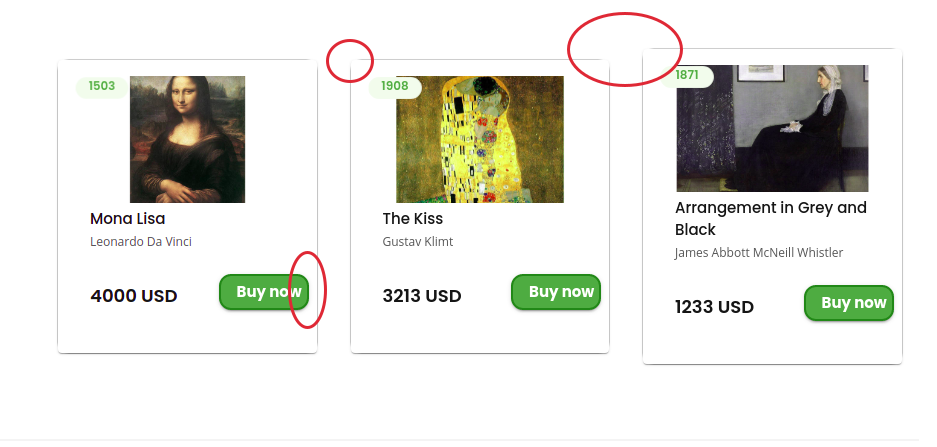 1503
Mona Lisa
Leonardo Da Vinci
4000 USD
Buy now
1908
The Kiss
Gustav Klimt
3213 USD
Buy now
1871
Arrangement in Grey and
Black
James Abbott McNeill Whistler
1233 USD
Buy now